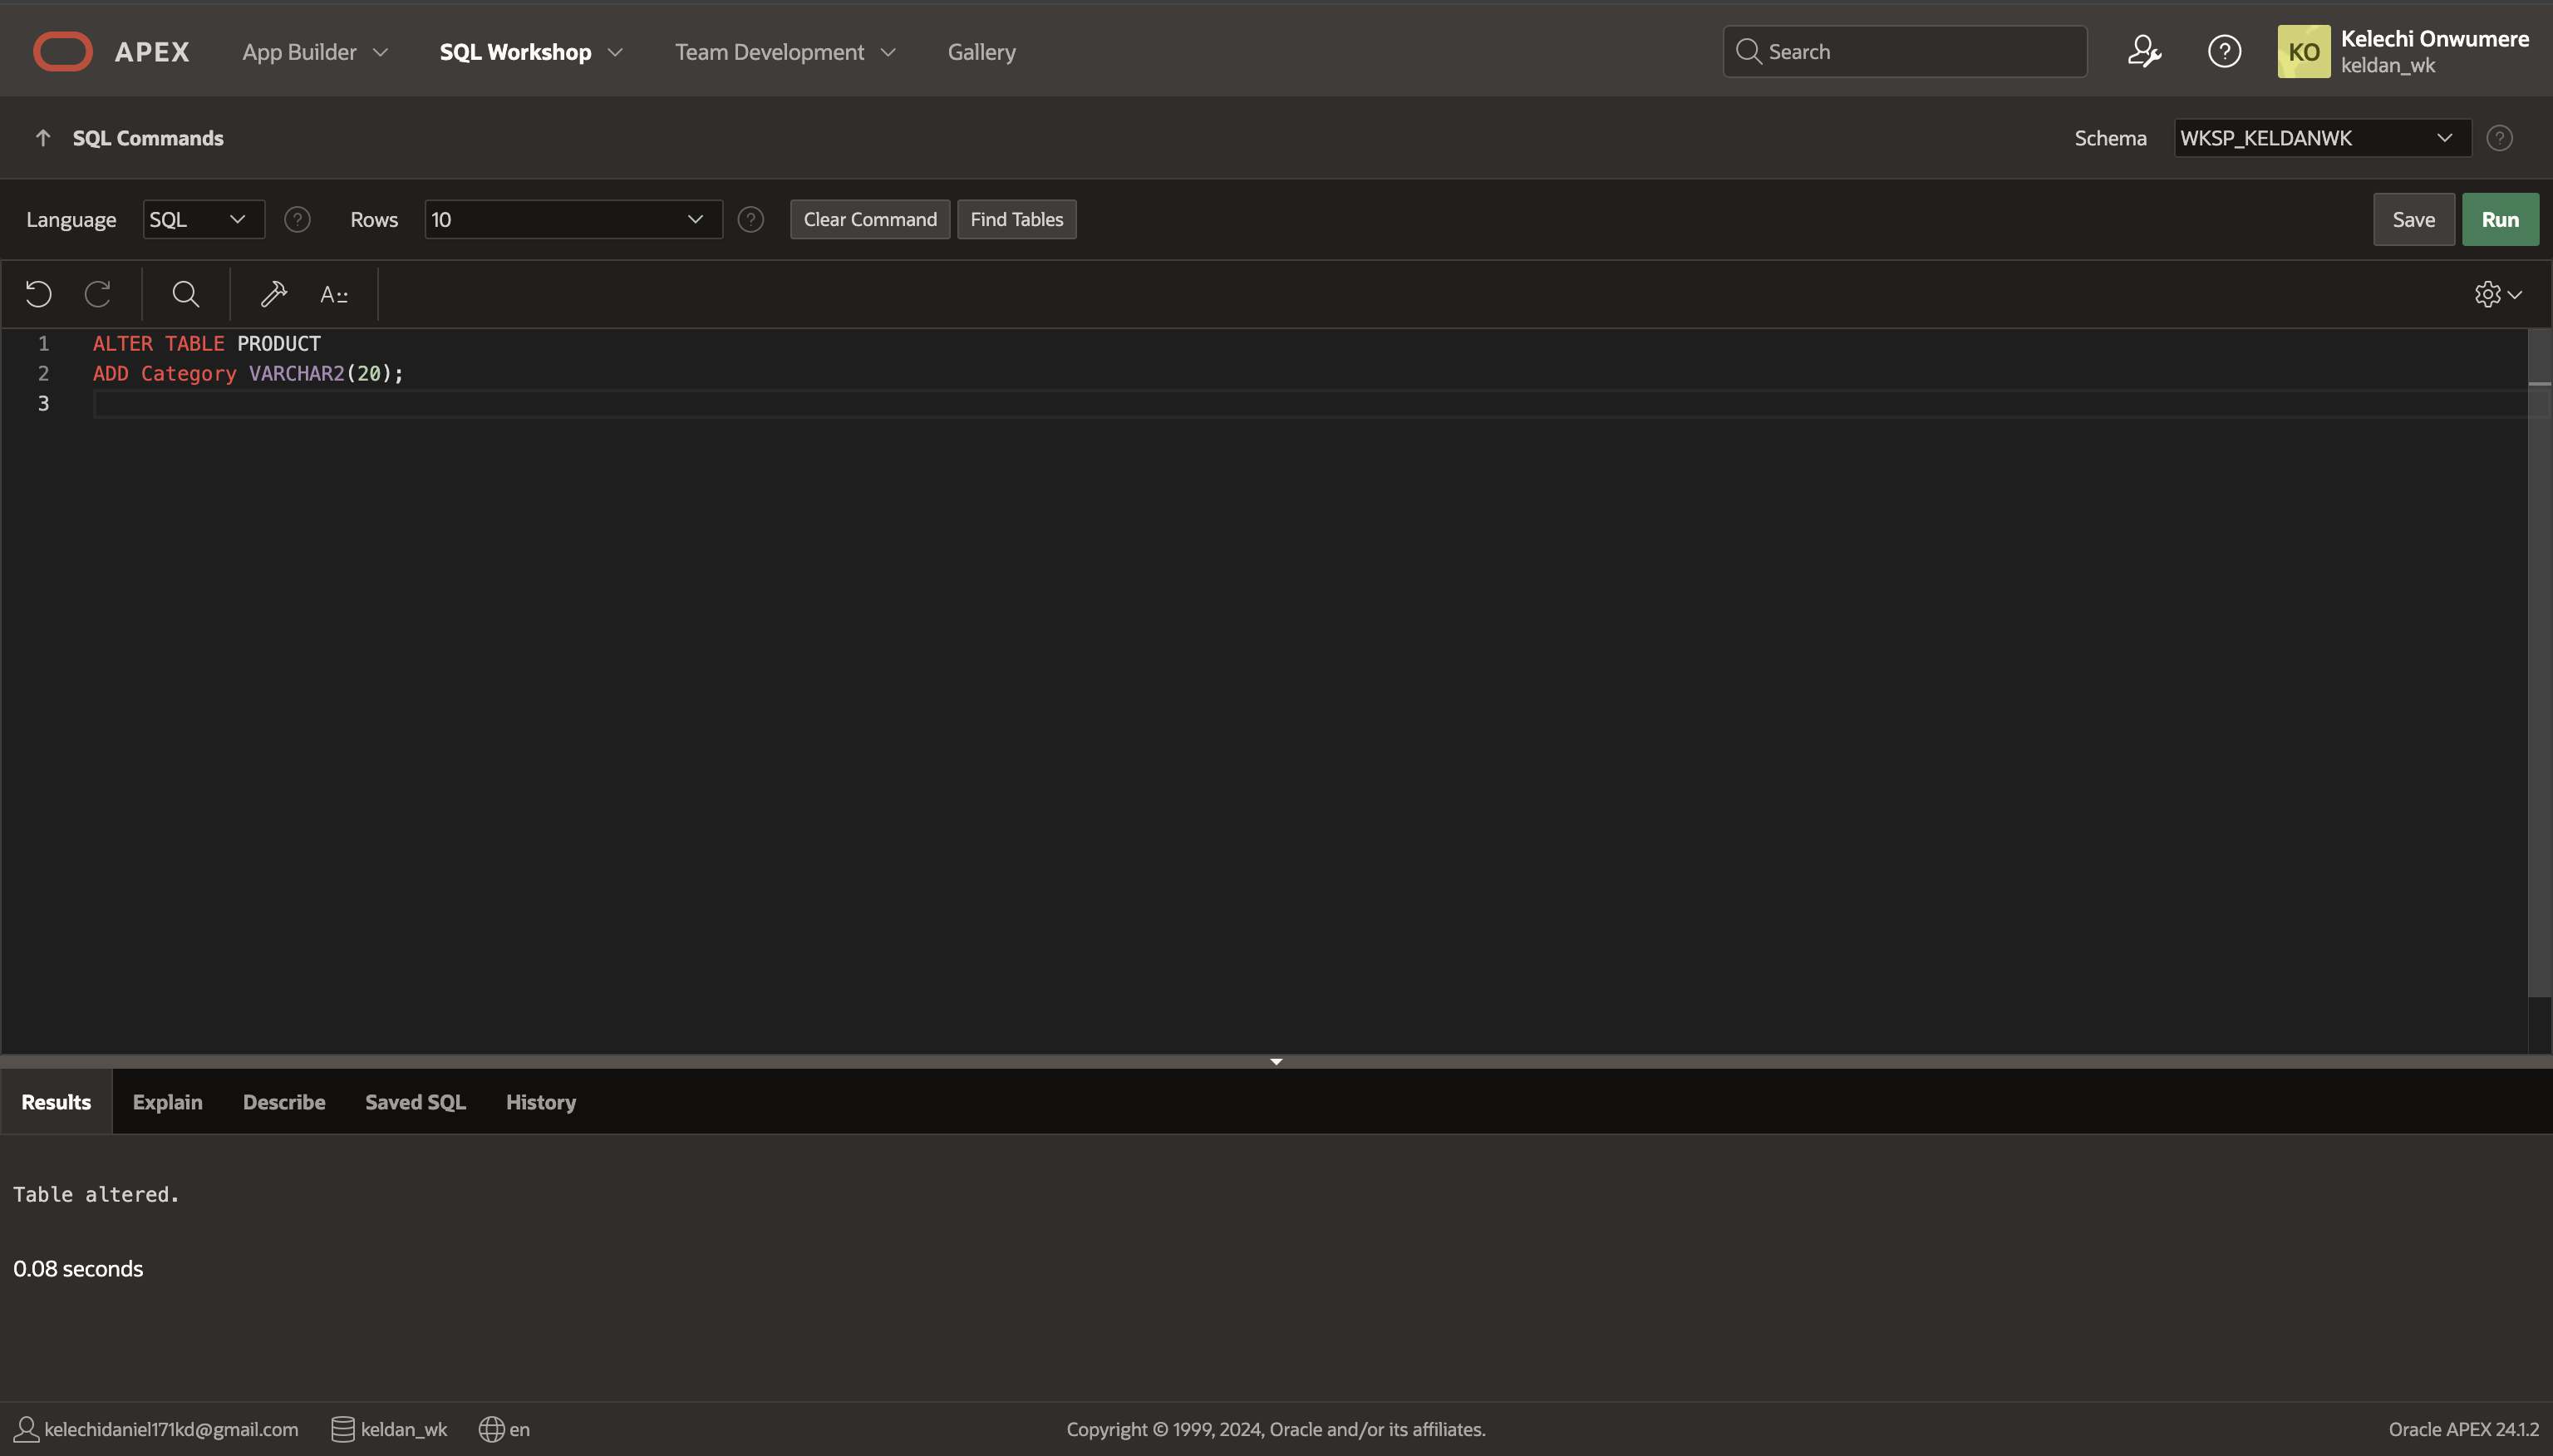 APEX App Builder SQL Workshop Team Development Gallery Search KO Kelechi Onwumere
keldan_wk
SQL Commands Schema WKSP_KELDANWK
Language SQL Rows 10 Clear Command Find Tables Save Run
A
1 ALTER TABLE PRODUCT
2 ADD Category VARCHAR2(20);
3
Results Explain Describe Saved SQL History
Table altered.
0.08 seconds
kelechidaniel171kd@gmail.com keldan_wk en Copyright © 1999, 2024, Oracle and/or its affiliates. Oracle APEX 24.1.2